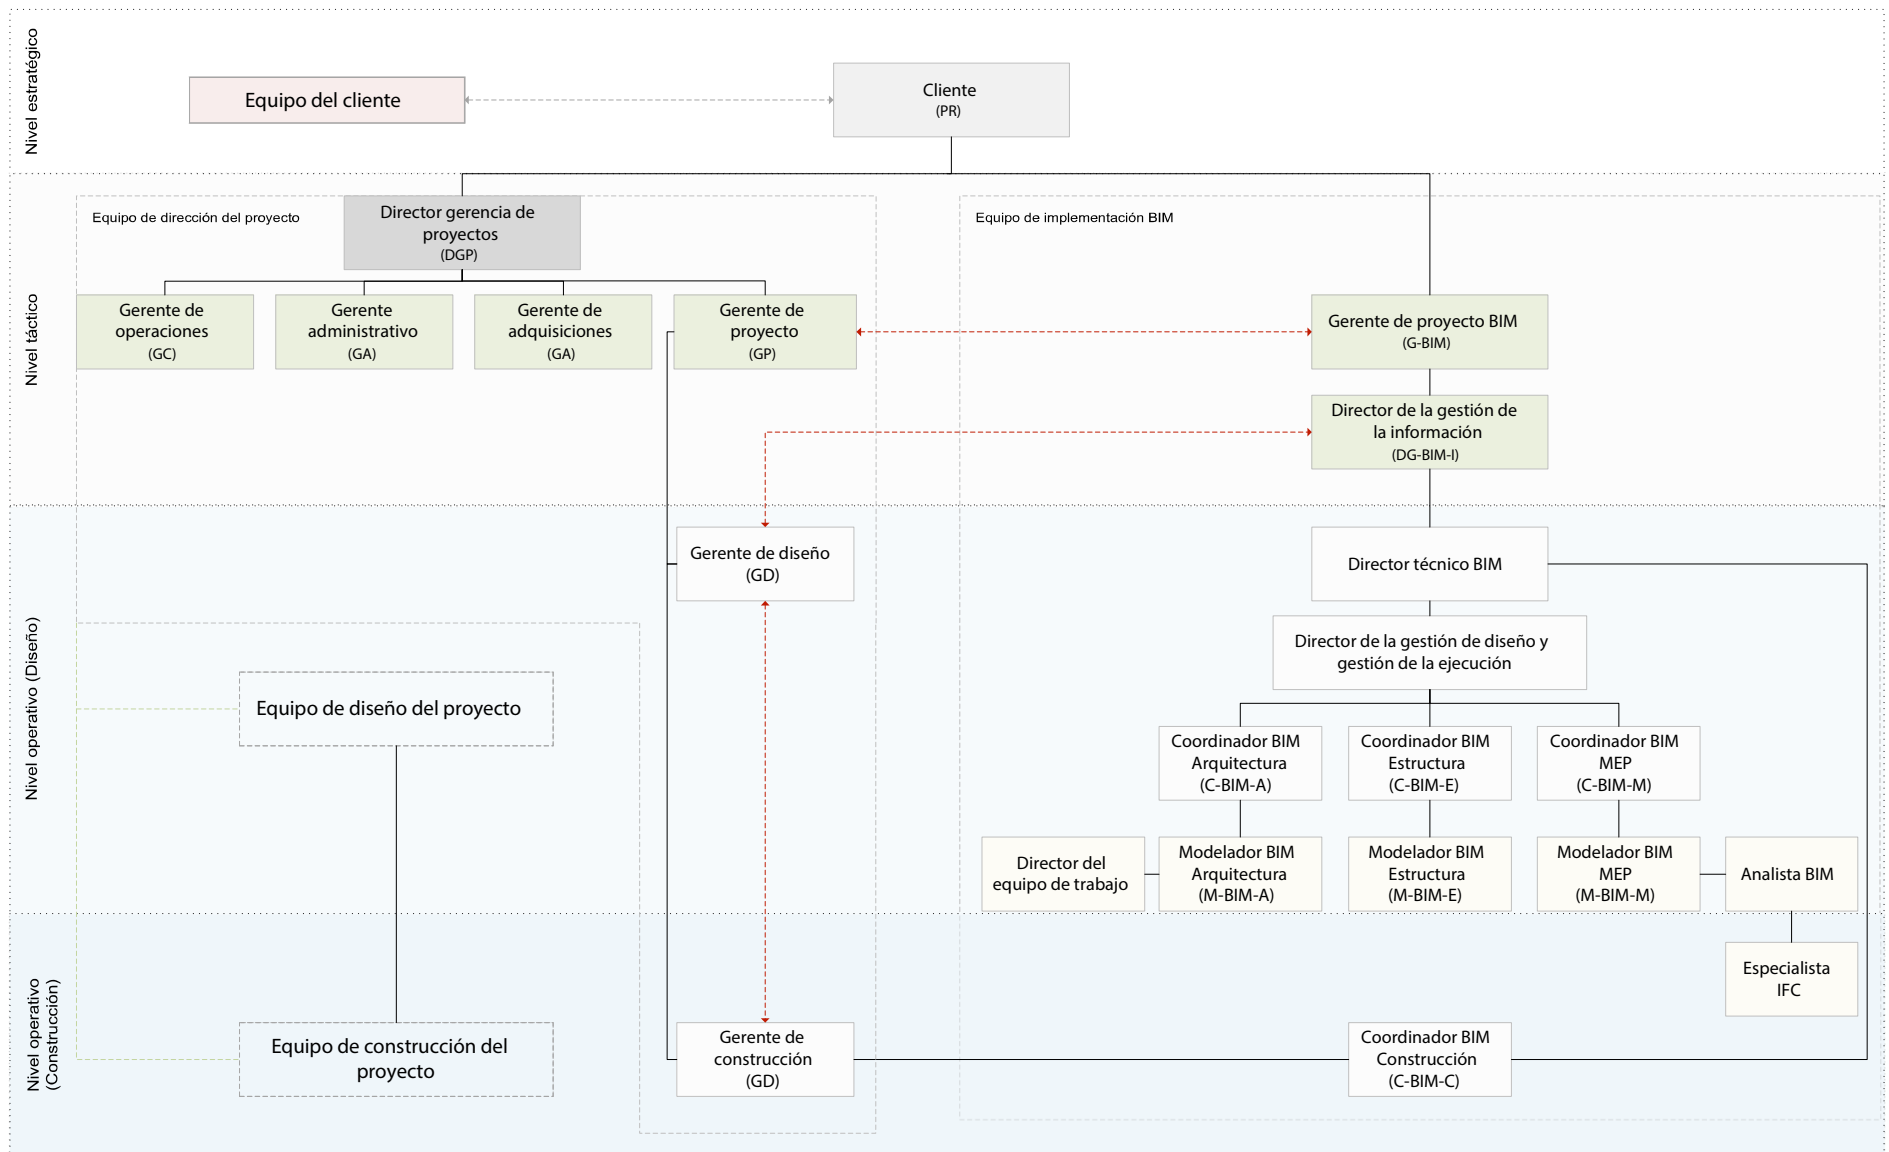 Nivel estratégico
Equipo del cliente
Cliente
(PR)
Nivel táctico
Equipo de dirección del proyecto
Director gerencia de
proyectos
(DGP)
Equipo de implementación BIM
Gerente de
operaciones
(GC)
Gerente
administrativo
(GA)
Gerente de
adquisiciones
(GA)
Gerente de
proyecto
(GP)
Gerente de proyecto BIM
(G-BIM)
Director de la gestión de
la información
(DG-BIM-I)
Nivel operativo (Diseño)
Gerente de diseño
(GD)
Director técnico BIM
Director de la gestión de diseño y
gestión de la ejecución
Equipo de diseño del proyecto
Coordinador BIM
Arquitectura
(C-BIM-A)
Coordinador BIM
Estructura
(C-BIM-E)
Coordinador BIM
MEP
(C-BIM-M)
Director del
equipo de trabajo
Modelador BIM
Arquitectura
(M-BIM-A)
Modelador BIM
Estructura
(M-BIM-E)
Modelador BIM
MEP
(M-BIM-M)
Analista BIM
Nivel operativo
(Construcción)
Especialista
IFC
Equipo de construcción del
proyecto
Gerente de
construcción
(GD)
Coordinador BIM
Construcción
(C-BIM-C)